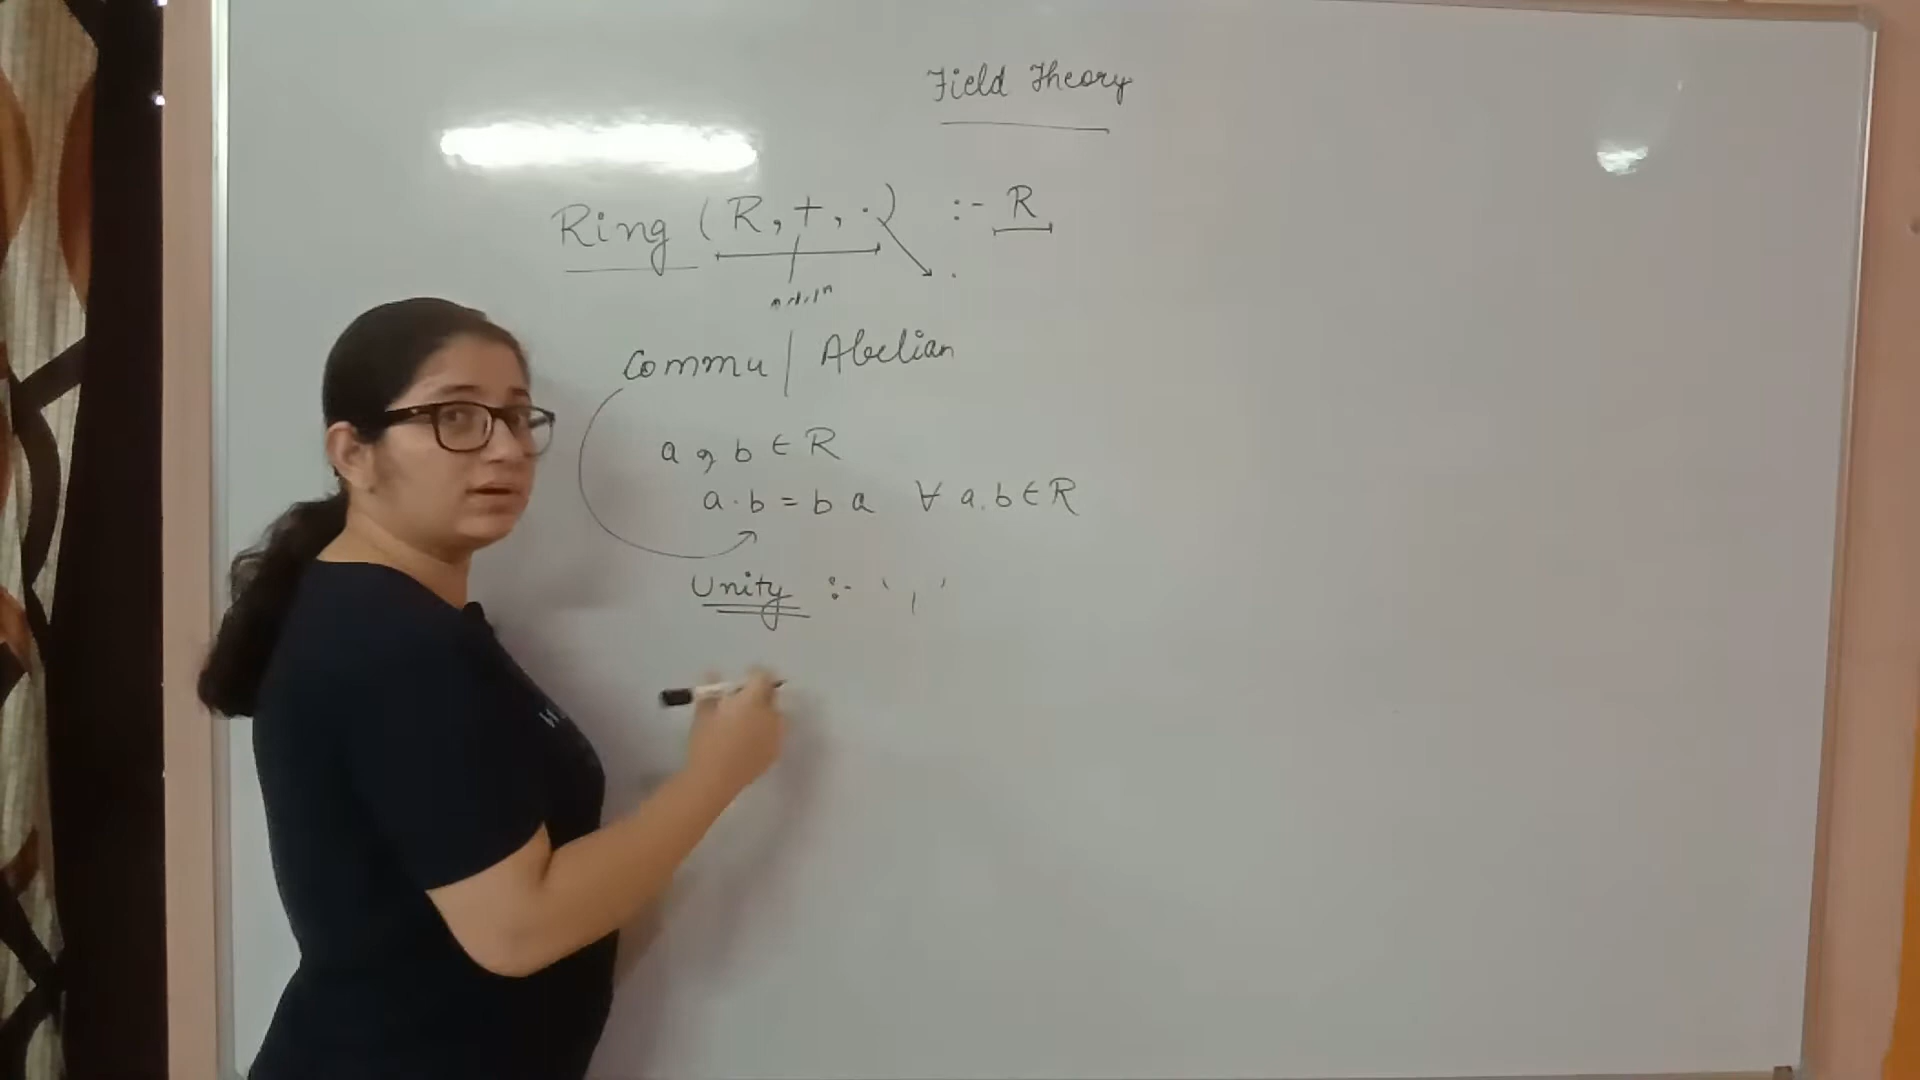 Field Theory
Ring (R, +, ·) :- R
Commu / Abelian
a, b ∈ R
a · b = b a ∀ a. b ∈ R
Unity :- ' 1 '